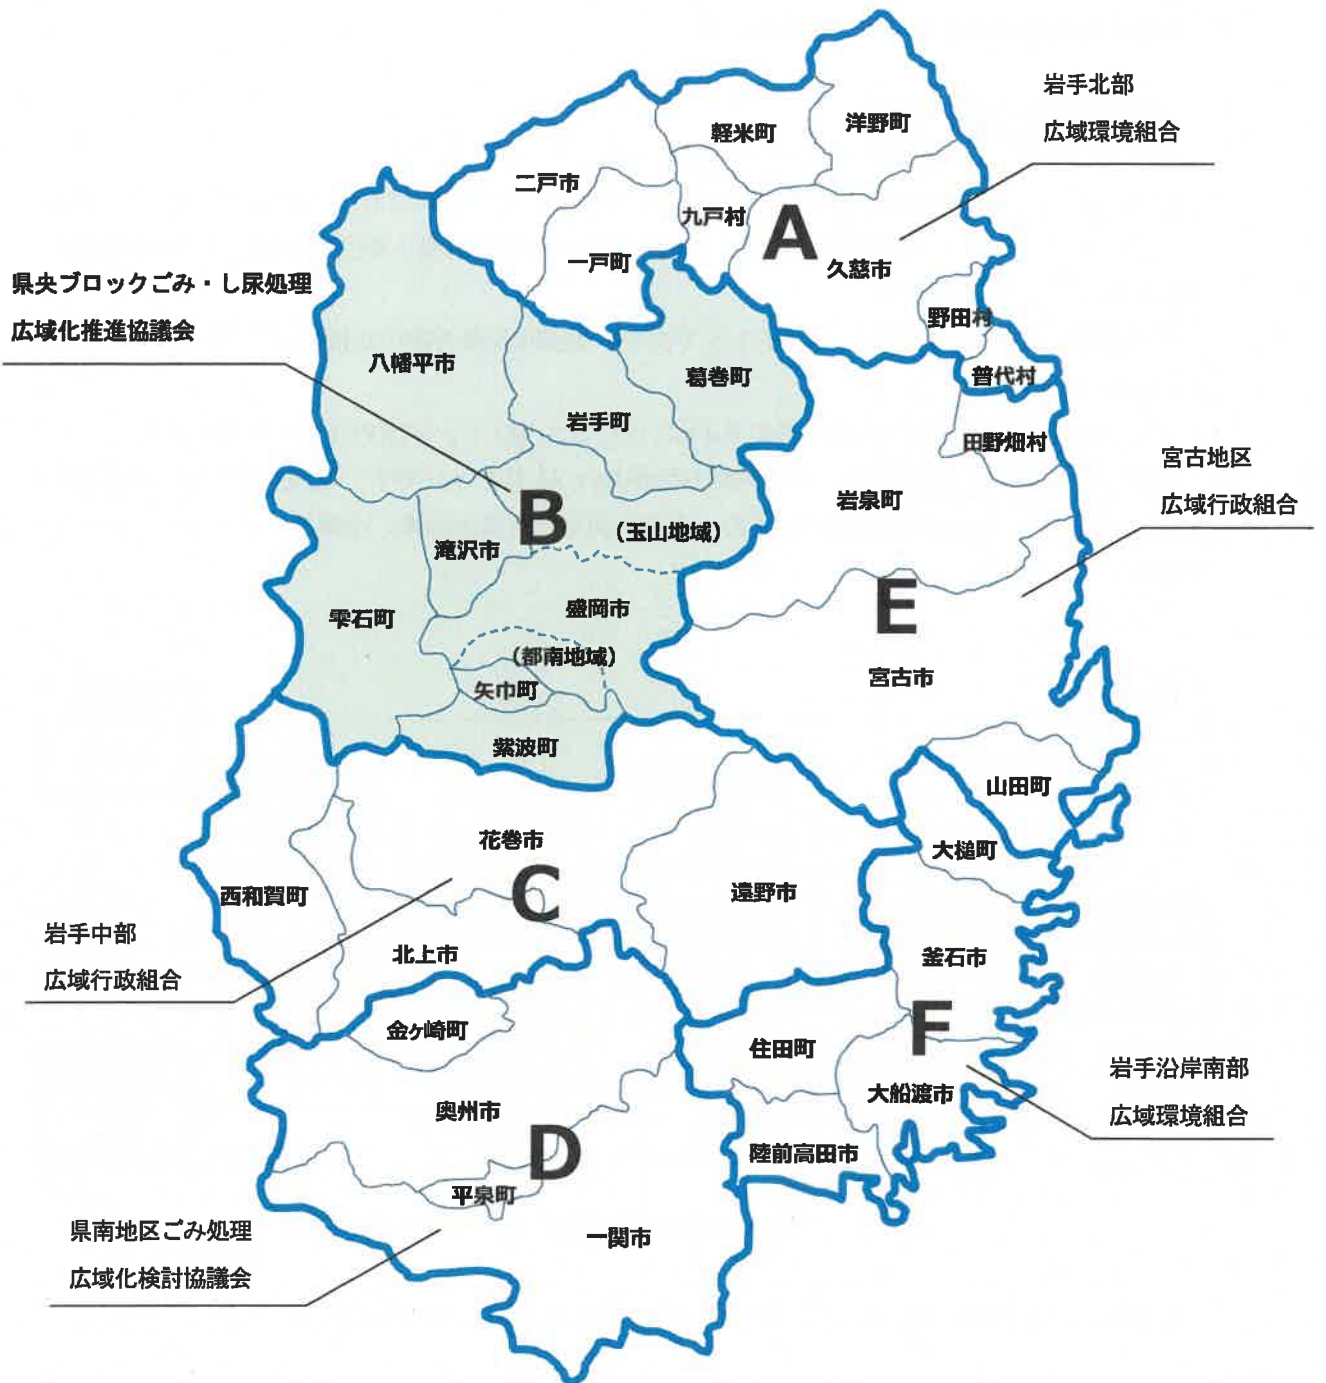 岩手北部
広域環境組合
洋野町
軽米町
二戸市
九戸村
A
一戸町
久慈市
県央ブロックごみ・し尿処理
広域化推進協議会
野田村
八幡平市
葛巻町
普代村
岩手町
田野畑村
宮古地区
広域行政組合
岩泉町
B
(玉山地域)
滝沢市
E
雫石町
盛岡市
(都南地域)
宮古市
矢巾町
紫波町
山田町
花巻市
大槌町
C
遠野市
西和賀町
岩手中部
広域行政組合
北上市
釜石市
F
金ヶ崎町
住田町
岩手沿岸南部
広域環境組合
大船渡市
奥州市
D
陸前高田市
平泉町
県南地区ごみ処理
広域化検討協議会
一関市